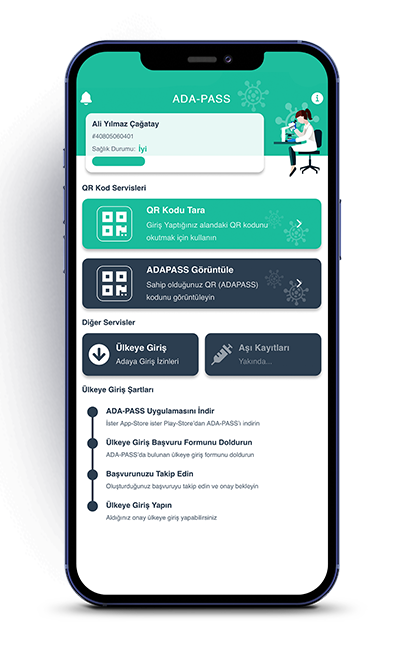 ADA-PASS
Ali Yılmaz Çağatay
#40805060401
Sağlık Durumu: İyi
QR Kod Servisleri
QR Kodu Tara
Giriş Yaptığınız alandaki QR kodunu
okutmak için kullanın
ADAPASS Görüntüle
Sahip olduğunuz QR (ADAPASS)
kodunu görüntüleyin
Diğer Servisler
Ülkeye Giriş
Adaya Giriş İzinleri
Aşı Kayıtları
Yakında...
Ülkeye Giriş Şartları
ADA-PASS Uygulamasını İndir
İster App-Store ister Play-Store'dan ADA-PASS'ı indirin
Ülkeye Giriş Başvuru Formunu Doldurun
ADA-PASS'da bulunan ülkeye giriş formunu doldurun
Başvurunuzu Takip Edin
Oluşturduğunuz başvuruyu takip edin ve onay bekleyin
Ülkeye Giriş Yapın
Aldığınız onay ülkeye giriş yapabilirsiniz